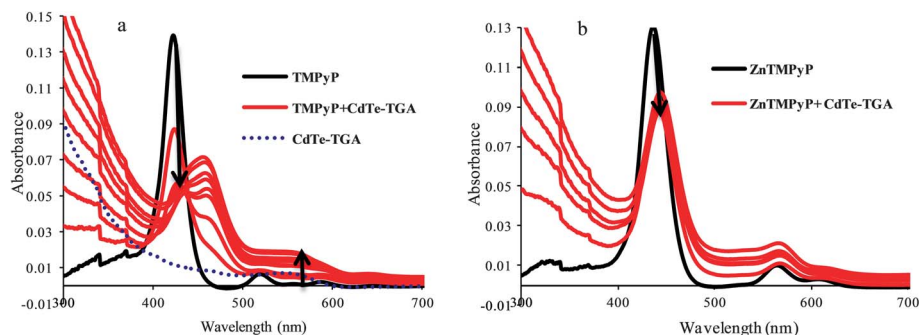 a
0.15
0.13
0.11
0.09
0.07
0.05
0.03
0.01
-0.01
300
400
500
600
700
Absorbance
Wavelength (nm)
TMPyP
TMPyP+CdTe-TGA
CdTe-TGA
b
0.13
0.11
0.09
0.07
0.05
0.03
0.01
-0.01
300
400
500
600
700
Absorbance
Wavelength (nm)
ZnTMPyP
ZnTMPyP+CdTe-TGA